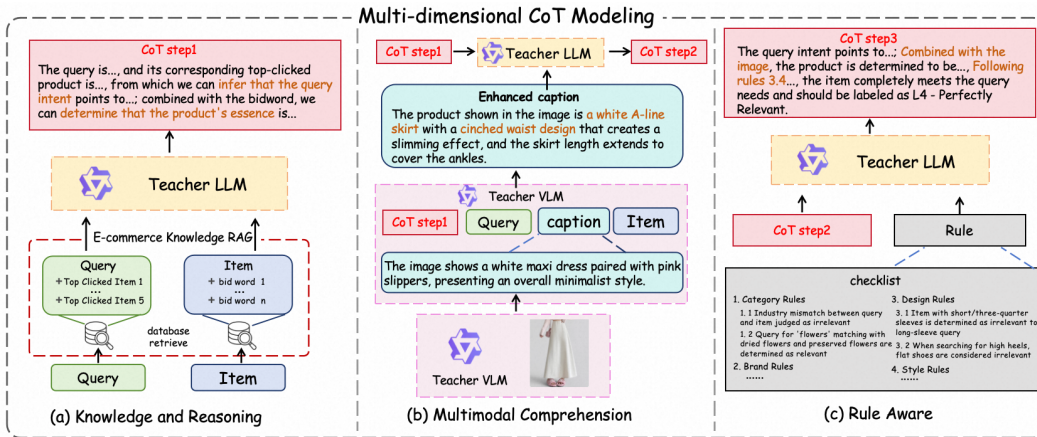 Multi-dimensional CoT Modeling
CoT step1
The query is..., and its corresponding top-clicked
product is..., from which we can infer that the query
intent points to...; combined with the bidword, we
can determine that the product's essence is...
Teacher LLM
E-commerce Knowledge RAG
Query
+Top Clicked Item 1
...
+Top Clicked Item 5
Item
+ bid word 1
...
+ bid word n
database
retrieve
Query
Item
(a) Knowledge and Reasoning
CoT step1
Teacher LLM
CoT step2
Enhanced caption
The product shown in the image is a white A-line
skirt with a cinched waist design that creates a
slimming effect, and the skirt length extends to
cover the ankles.
Teacher VLM
CoT step1
Query
caption
Item
The image shows a white maxi dress paired with pink
slippers, presenting an overall minimalist style.
Teacher VLM
(b) Multimodal Comprehension
CoT step3
The query intent points to...; Combined with the
image, the product is determined to be..., Following
rules 3.4..., the item completely meets the query
needs and should be labeled as L4 - Perfectly
Relevant.
Teacher LLM
CoT step2
Rule
checklist
1. Category Rules
1. 1 Industry mismatch between query
and item judged as irrelevant
1. 2 Query for 'flowers' matching with
dried flowers and preserved flowers are
determined as relevant
2. Brand Rules
......
3. Design Rules
3. 1 Item with short/three-quarter
sleeves is determined as irrelevant to
long-sleeve query
3. 2 When searching for high heels,
flat shoes are considered irrelevant
4. Style Rules
......
(c) Rule Aware